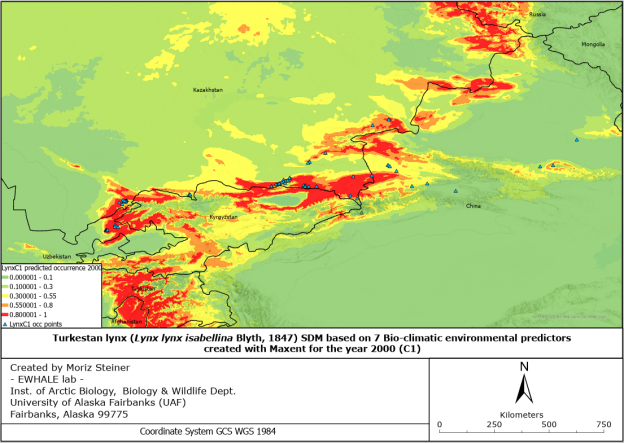 Russia
Mongolia
Kazakhstan
Kyrgyzstan
China
Uzbekistan
Tajikistan
Afghanistan
LynxC1 predicted occurrence 2000
0.000001 - 0.1
0.100001 - 0.3
0.300001 - 0.55
0.550001 - 0.8
0.800001 - 1
LynxC1 occ points
Turkestan lynx (Lynx lynx isabellina Blyth, 1847) SDM based on 7 Bio-climatic environmental predictors
created with Maxent for the year 2000 (C1)
Created by Moriz Steiner
- EWHALE lab -
Inst. of Arctic Biology, Biology & Wildlife Dept.
University of Alaska Fairbanks (UAF)
Fairbanks, Alaska 99775
Coordinate System GCS WGS 1984
N
Kilometers
0 250 500 750